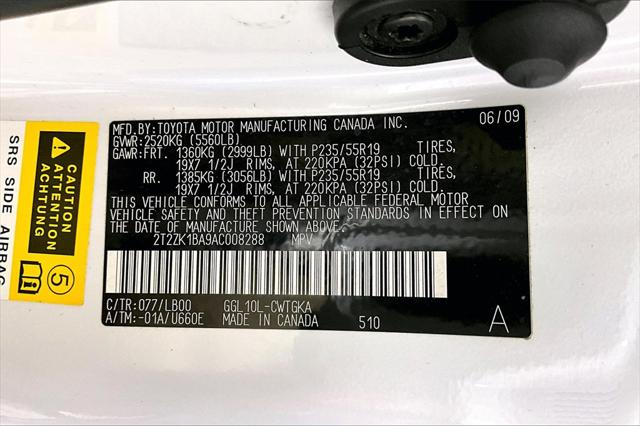 MFD.BY:TOYOTA MOTOR MANUFACTURING CANADA INC. 06/09
GVWR:2520KG (5560LB)
GAWR:FRT. 1360KG (2999LB) WITH P235/55R19 TIRES,
19X7 1/2J RIMS, AT 220KPA (32PSI) COLD.
RR. 1385KG (3056LB) WITH P235/55R19 TIRES,
19X7 1/2J RIMS, AT 220KPA (32PSI) COLD.
THIS VEHICLE CONFORMS TO ALL APPLICABLE FEDERAL MOTOR
VEHICLE SAFETY AND THEFT PREVENTION STANDARDS IN EFFECT ON
THE DATE OF MANUFACTURE SHOWN ABOVE.
2T2ZK1BA9AC008288 MPV
C/TR:077/LB00 GGL10L-CWTGKA
A/TM:-01A/U660E MADE IN CANADA 510 A
SRS SIDE AIRBAG
CAUTION
ATTENTION
ACHTUNG
5